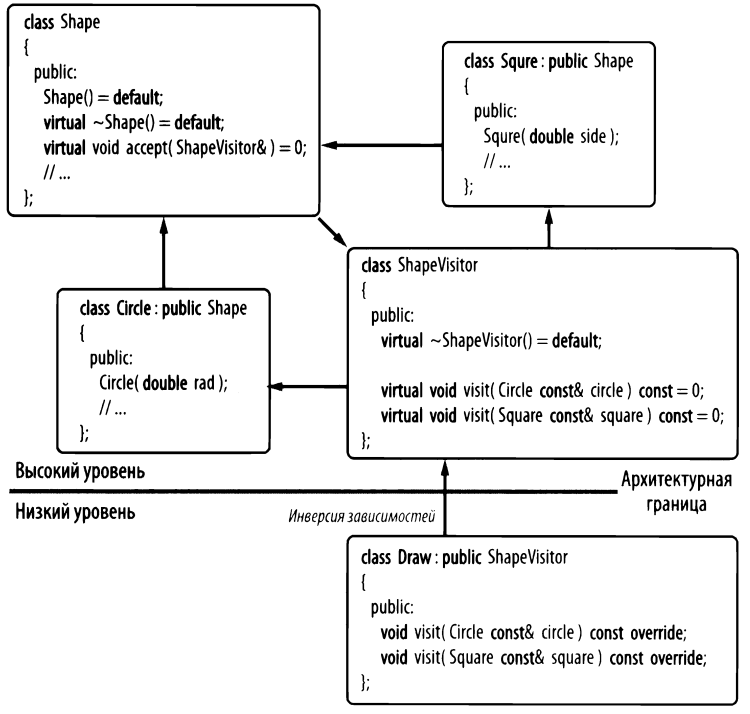 class Shape
{
public:
Shape() = default;
virtual ~Shape() = default;
virtual void accept( ShapeVisitor& ) = 0;
// ...
};
class Squre : public Shape
{
public:
Squre( double side );
// ...
};
class ShapeVisitor
{
public:
virtual ~ShapeVisitor() = default;
virtual void visit( Circle const& circle ) const = 0;
virtual void visit( Square const& square ) const = 0;
};
class Circle : public Shape
{
public:
Circle( double rad );
// ...
};
Высокий уровень
Архитектурная
граница
Низкий уровень
Инверсия зависимостей
class Draw : public ShapeVisitor
{
public:
void visit( Circle const& circle ) const override;
void visit( Square const& square ) const override;
};